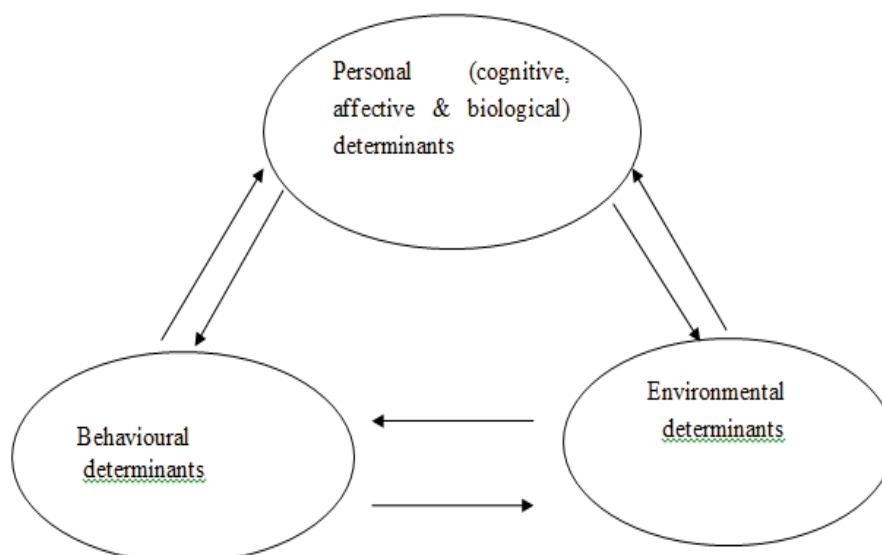 Personal (cognitive,
affective & biological)
determinants
Environmental
determinants
Behavioural
determinants